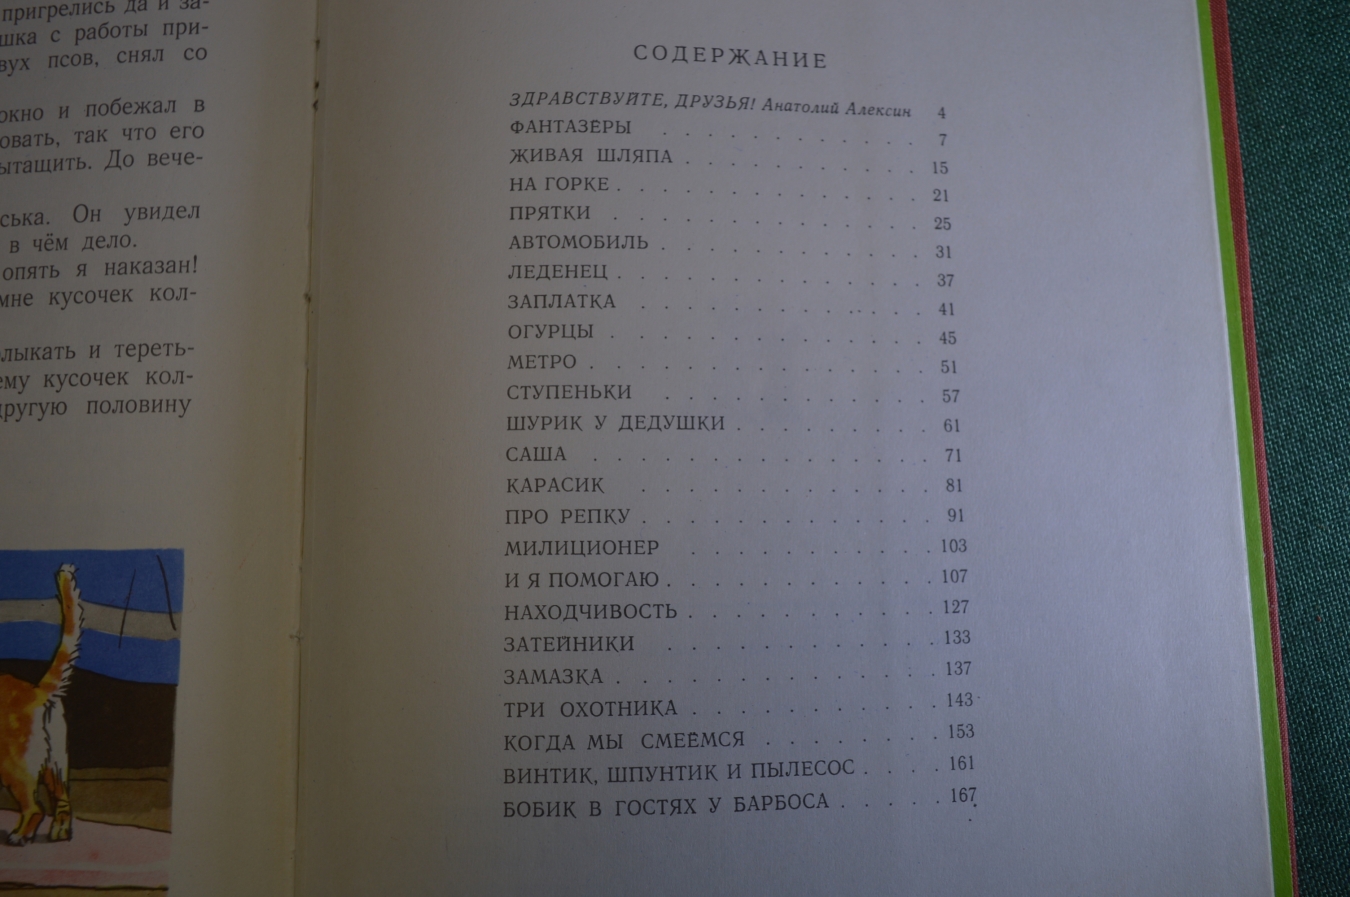 пригрелись да и за-
шка с работы при-
вух псов, снял со
окно и побежал в
овать, так что его
ытащить. До вече-
ська. Он увидел
в чём дело.
опять я наказан!
мне кусочек кол-
лыкать и тереть-
ему кусочек кол-
другую половину
СОДЕРЖАНИЕ
ЗДРАВСТВУЙТЕ, ДРУЗЬЯ! Анатолий Алексин 4
ФАНТАЗЁРЫ . . . . . . . . . . . 7
ЖИВАЯ ШЛЯПА . . . . . . . . . . . 15
НА ГОРКЕ . . . . . . . . . . . . . 21
ПРЯТКИ . . . . . . . . . . . . . 25
АВТОМОБИЛЬ . . . . . . . . . . . 31
ЛЕДЕНЕЦ . . . . . . . . . . . . . 37
ЗАПЛАТКА . . . . . . . . . . . . 41
ОГУРЦЫ . . . . . . . . . . . . . 45
МЕТРО . . . . . . . . . . . . . . 51
СТУПЕНЬКИ . . . . . . . . . . . 57
ШУРИК У ДЕДУШКИ . . . . . . . . . 61
САША . . . . . . . . . . . . . . 71
КАРАСИК . . . . . . . . . . . . 81
ПРО РЕПКУ . . . . . . . . . . . . 91
МИЛИЦИОНЕР . . . . . . . . . . 103
И Я ПОМОГАЮ . . . . . . . . . . . 107
НАХОДЧИВОСТЬ . . . . . . . . . . 127
ЗАТЕЙНИКИ . . . . . . . . . . . 133
ЗАМАЗКА . . . . . . . . . . . . . 137
ТРИ ОХОТНИКА . . . . . . . . . . 143
КОГДА МЫ СМЕЁМСЯ . . . . . . . 153
ВИНТИК, ШПУНТИК И ПЫЛЕСОС . . . . 161
БОБИК В ГОСТЯХ У БАРБОСА . . . . . 167